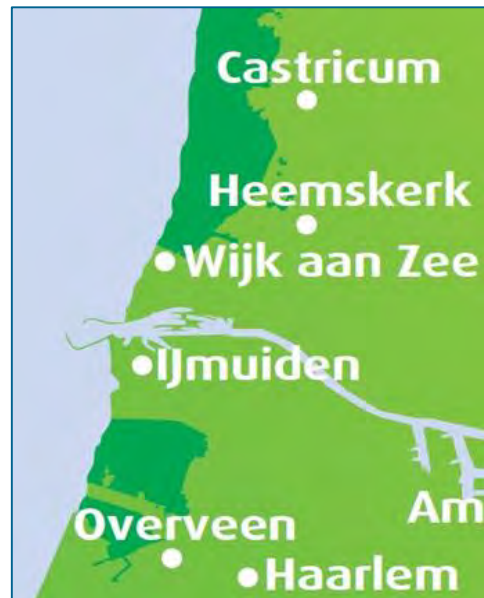 Castricum
Heemskerk
Wijk aan Zee
IJmuiden
Am
Overveen
Haarlem